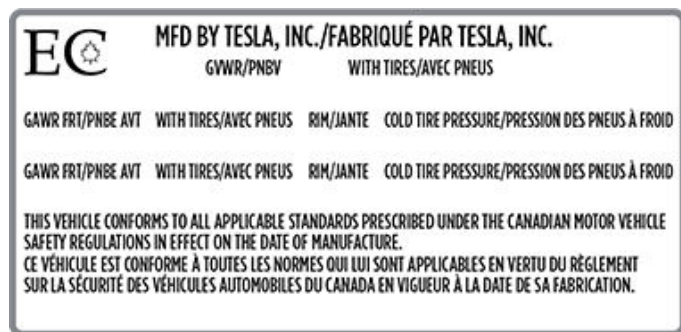 EC MFD BY TESLA, INC./FABRIQUÉ PAR TESLA, INC.
GVWR/PNBV WITH TIRES/AVEC PNEUS
GAWR FRT/PNBE AVT WITH TIRES/AVEC PNEUS RIM/JANTE COLD TIRE PRESSURE/PRESSION DES PNEUS À FROID
GAWR FRT/PNBE AVT WITH TIRES/AVEC PNEUS RIM/JANTE COLD TIRE PRESSURE/PRESSION DES PNEUS À FROID
THIS VEHICLE CONFORMS TO ALL APPLICABLE STANDARDS PRESCRIBED UNDER THE CANADIAN MOTOR VEHICLE
SAFETY REGULATIONS IN EFFECT ON THE DATE OF MANUFACTURE.
CE VÉHICULE EST CONFORME À TOUTES LES NORMES QUI LUI SONT APPLICABLES EN VERTU DU RÈGLEMENT
SUR LA SÉCURITÉ DES VÉHICULES AUTOMOBILES DU CANADA EN VIGUEUR À LA DATE DE SA FABRICATION.